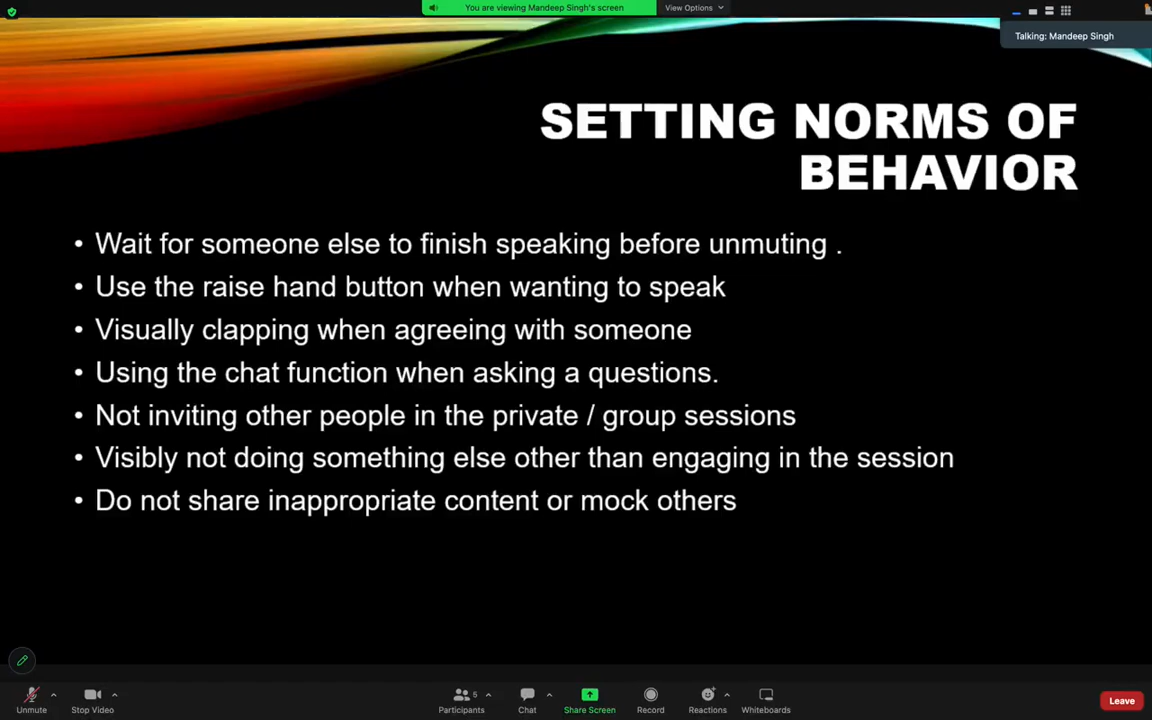 You are viewing Mandeep Singh's screen
View Options
Talking: Mandeep Singh
SETTING NORMS OF
BEHAVIOR
• Wait for someone else to finish speaking before unmuting .
• Use the raise hand button when wanting to speak
• Visually clapping when agreeing with someone
• Using the chat function when asking a questions.
• Not inviting other people in the private / group sessions
• Visibly not doing something else other than engaging in the session
• Do not share inappropriate content or mock others
Unmute
Stop Video
5
Participants
Chat
Share Screen
Record
Reactions
Whiteboards
Leave